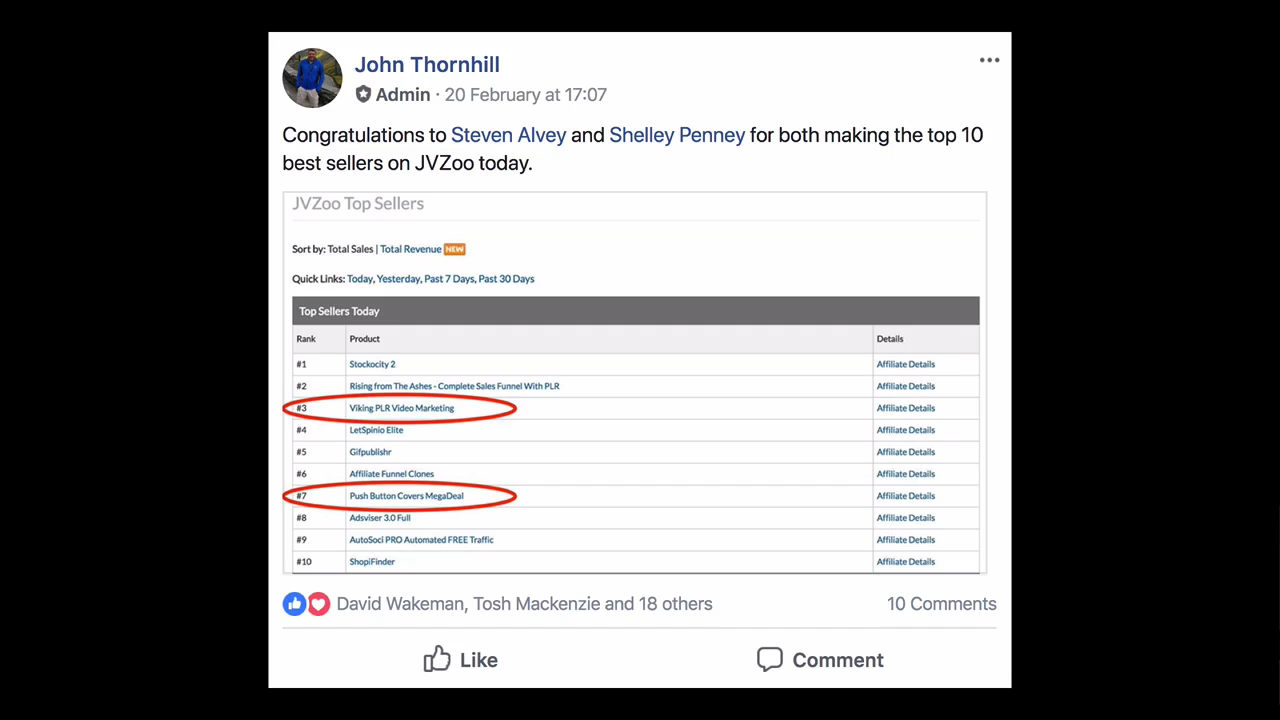 John Thornhill
Admin · 20 February at 17:07
Congratulations to Steven Alvey and Shelley Penney for both making the top 10
best sellers on JVZoo today.
JVZoo Top Sellers
Sort by: Total Sales | Total Revenue NEW
Quick Links: Today, Yesterday, Past 7 Days, Past 30 Days
Top Sellers Today
Rank Product Details
#1 Stockocity 2 Affiliate Details
#2 Rising from The Ashes - Complete Sales Funnel With PLR Affiliate Details
#3 Viking PLR Video Marketing Affiliate Details
#4 LetSpinio Elite Affiliate Details
#5 Gifpublishr Affiliate Details
#6 Affiliate Funnel Clones Affiliate Details
#7 Push Button Covers MegaDeal Affiliate Details
#8 Adsviser 3.0 Full Affiliate Details
#9 AutoSoci PRO Automated FREE Traffic Affiliate Details
#10 ShopiFinder Affiliate Details
David Wakeman, Tosh Mackenzie and 18 others 10 Comments
Like Comment